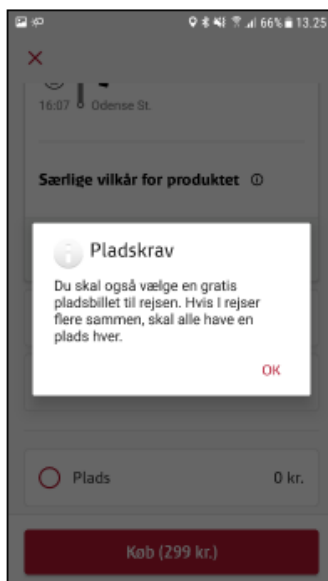 66% 13.25
16:07 Odense St.
Særlige vilkår for produktet
Pladskrav
Du skal også vælge en gratis
pladsbillet til rejsen. Hvis I rejser
flere sammen, skal alle have en
plads hver.
OK
Plads 0 kr.
Køb (299 kr.)